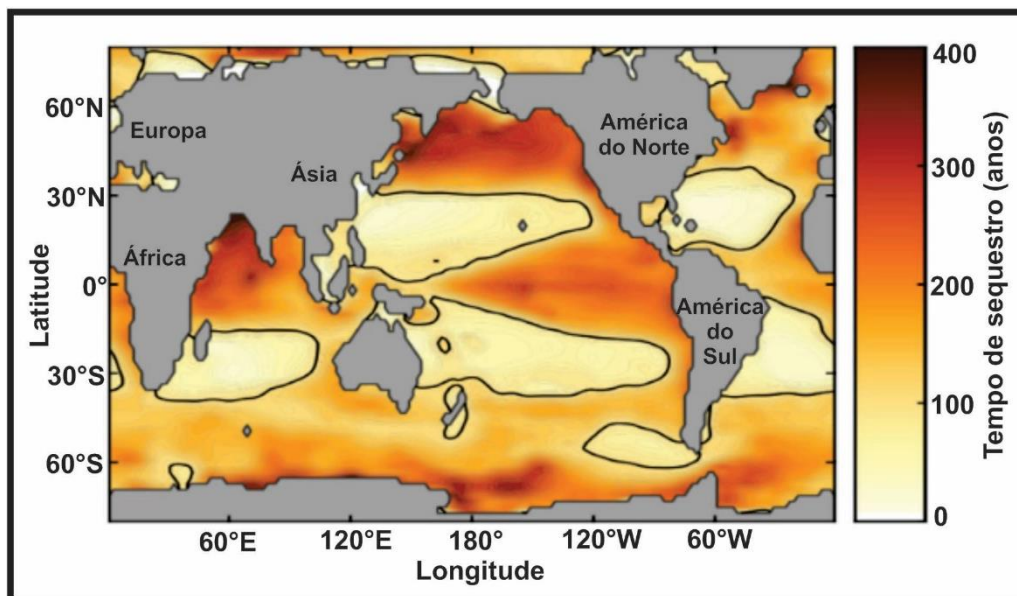 60°N
30°N
0°
30°S
60°S
Latitude
Europa
Ásia
África
América
do Norte
América
do
Sul
60°E
120°E
180°
120°W
60°W
Longitude
400
300
200
100
0
Tempo de sequestro (anos)